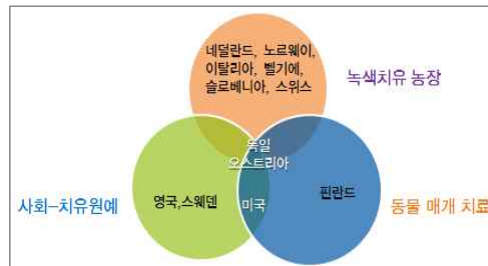 네덜란드, 노르웨이,
이탈리아, 벨기에,
슬로베니아, 스위스
녹색치유 농장
독일
오스트리아
사회-치유원예
영국,스웨덴
미국
핀란드
동물 매개 치료